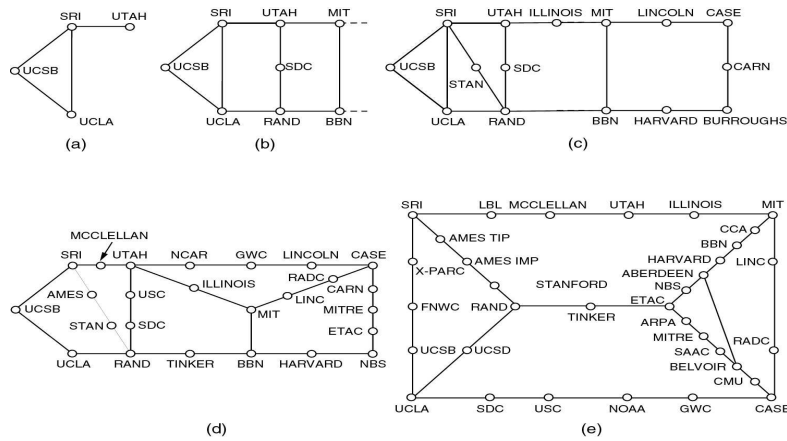 SRI UTAH
UCSB
UCLA
(a)
SRI UTAH MIT
UCSB SDC
UCLA RAND BBN
(b)
SRI UTAH ILLINOIS MIT LINCOLN CASE
UCSB STAN SDC CARN
UCLA RAND BBN HARVARD BURROUGHS
(c)
MCCLELLAN
SRI UTAH NCAR GWC LINCOLN CASE
RADC
CARN
AMES USC ILLINOIS LINC
UCSB MIT MITRE
STAN SDC ETAC
UCLA RAND TINKER BBN HARVARD NBS
(d)
SRI LBL MCCLELLAN UTAH ILLINOIS MIT
CCA
AMES TIP BBN
X-PARC AMES IMP HARVARD LINC
ABERDEEN
STANFORD NBS
FNWC RAND ETAC
TINKER ARPA
MITRE RADC
UCSB UCSD SAAC
BELVOIR
CMU
UCLA SDC USC NOAA GWC CASE
(e)